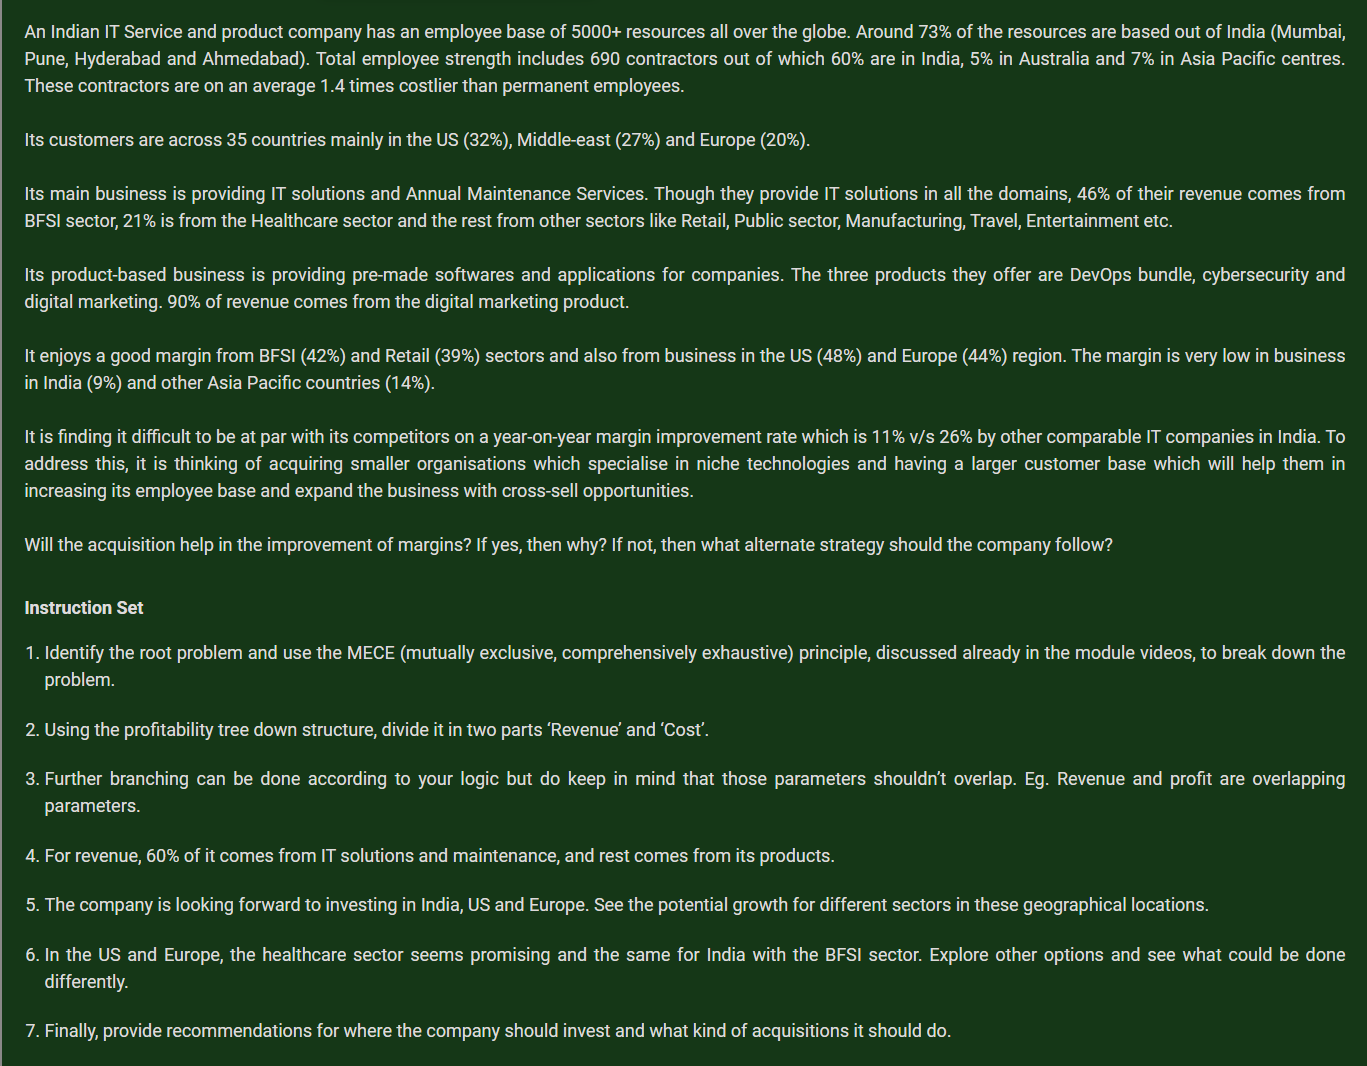 An Indian IT Service and product company has an employee base of 5000+ resources all over the globe. Around 73% of the resources are based out of India (Mumbai,
Pune, Hyderabad and Ahmedabad). Total employee strength includes 690 contractors out of which 60% are in India, 5% in Australia and 7% in Asia Pacific centres.
These contractors are on an average 1.4 times costlier than permanent employees.
Its customers are across 35 countries mainly in the US (32%), Middle-east (27%) and Europe (20%).
Its main business is providing IT solutions and Annual Maintenance Services. Though they provide IT solutions in all the domains, 46% of their revenue comes from
BFSI sector, 21% is from the Healthcare sector and the rest from other sectors like Retail, Public sector, Manufacturing, Travel, Entertainment etc.
Its product-based business is providing pre-made softwares and applications for companies. The three products they offer are DevOps bundle, cybersecurity and
digital marketing. 90% of revenue comes from the digital marketing product.
It enjoys a good margin from BFSI (42%) and Retail (39%) sectors and also from business in the US (48%) and Europe (44%) region. The margin is very low in business
in India (9%) and other Asia Pacific countries (14%).
It is finding it difficult to be at par with its competitors on a year-on-year margin improvement rate which is 11% v/s 26% by other comparable IT companies in India. To
address this, it is thinking of acquiring smaller organisations which specialise in niche technologies and having a larger customer base which will help them in
increasing its employee base and expand the business with cross-sell opportunities.
Will the acquisition help in the improvement of margins? If yes, then why? If not, then what alternate strategy should the company follow?
Instruction Set
1. Identify the root problem and use the MECE (mutually exclusive, comprehensively exhaustive) principle, discussed already in the module videos, to break down the
problem.
2. Using the profitability tree down structure, divide it in two parts ‘Revenue’ and ‘Cost’.
3. Further branching can be done according to your logic but do keep in mind that those parameters shouldn’t overlap. Eg. Revenue and profit are overlapping
parameters.
4. For revenue, 60% of it comes from IT solutions and maintenance, and rest comes from its products.
5. The company is looking forward to investing in India, US and Europe. See the potential growth for different sectors in these geographical locations.
6. In the US and Europe, the healthcare sector seems promising and the same for India with the BFSI sector. Explore other options and see what could be done
differently.
7. Finally, provide recommendations for where the company should invest and what kind of acquisitions it should do.